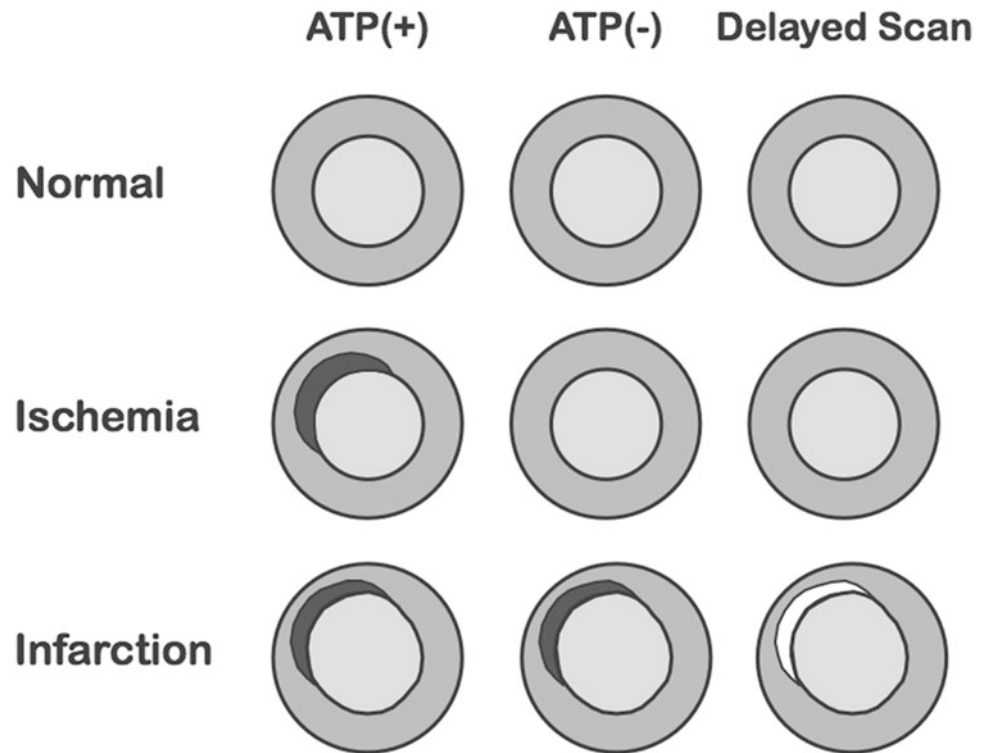 ATP(+) ATP(-) Delayed Scan
Normal
Ischemia
Infarction